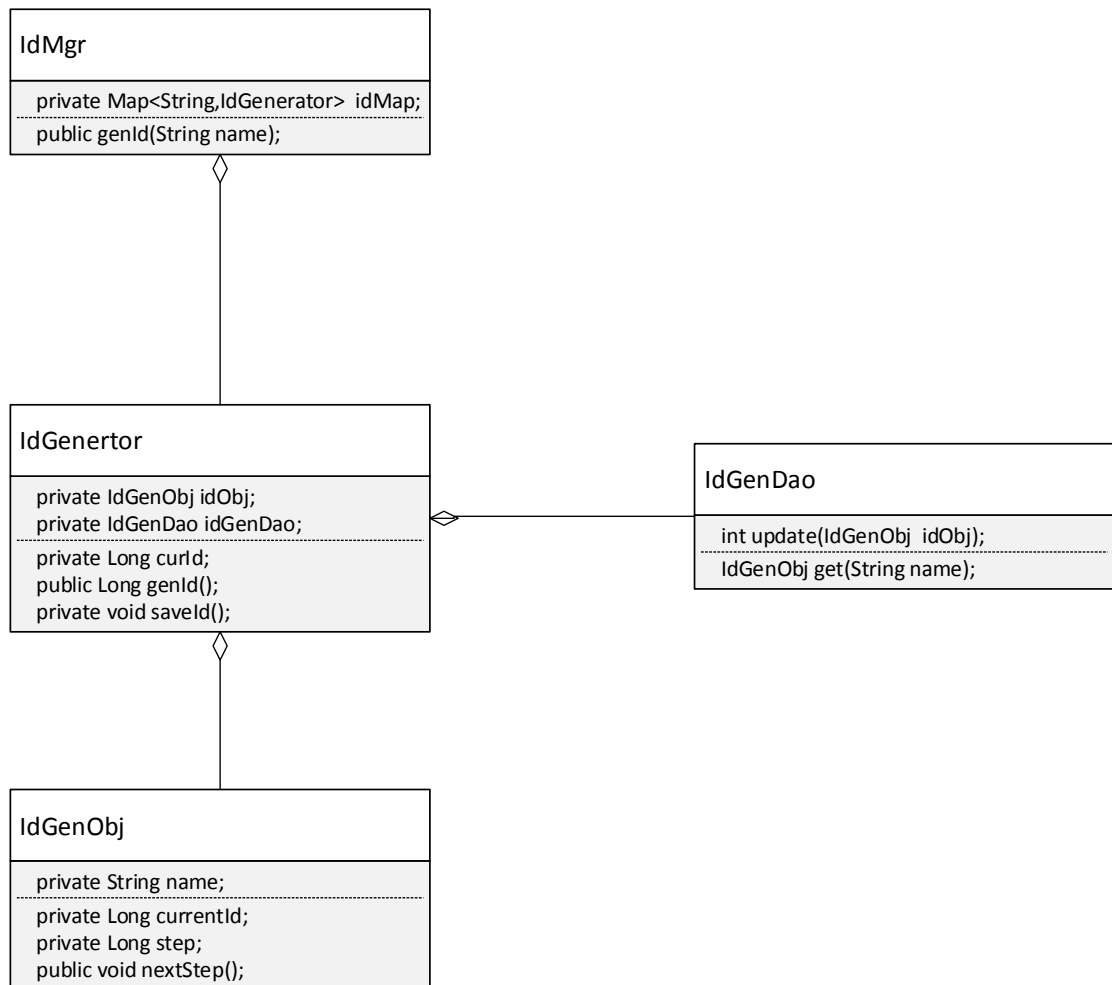 IdMgr
private Map<String,IdGenerator>  idMap;
public genId(String name);
IdGenertor
private IdGenObj idObj;
private IdGenDao idGenDao;
private Long curId;
public Long genId();
private void saveId();
IdGenDao
int update(IdGenObj  idObj);
IdGenObj get(String name);
IdGenObj
private String name;
private Long currentId;
private Long step;
public void nextStep();